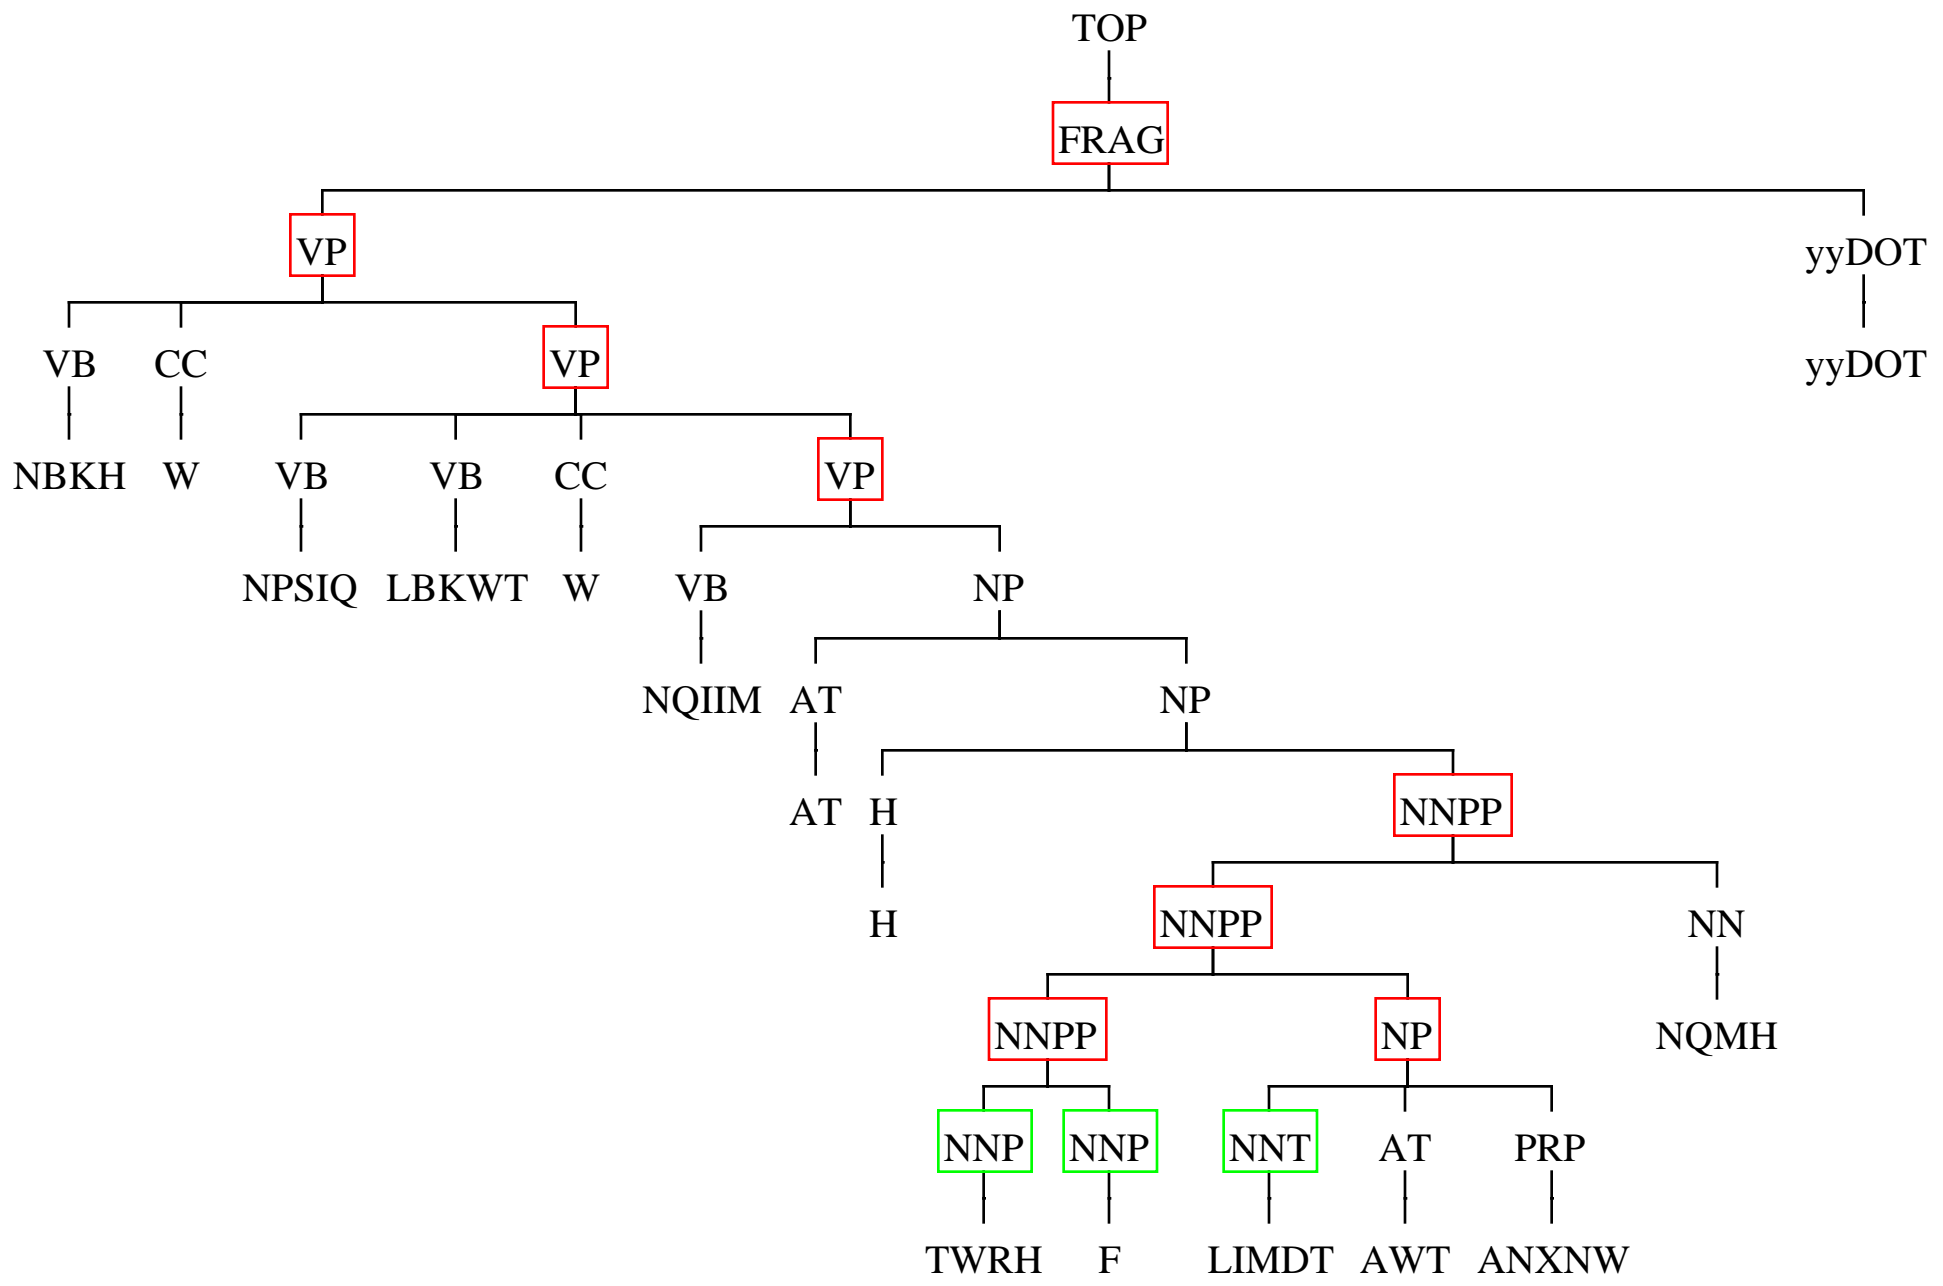 TOP
FRAG
VP yyDOT
VB CC VP yyDOT
NBKH W VB VB CC VP
NPSIQ LBKWT W VB NP
NQIIM AT NP
AT H NNPP
H NNPP NN
NNPP NP NQMH
NNP NNP NNT AT PRP
TWRH F LIMDT AWT ANXNW